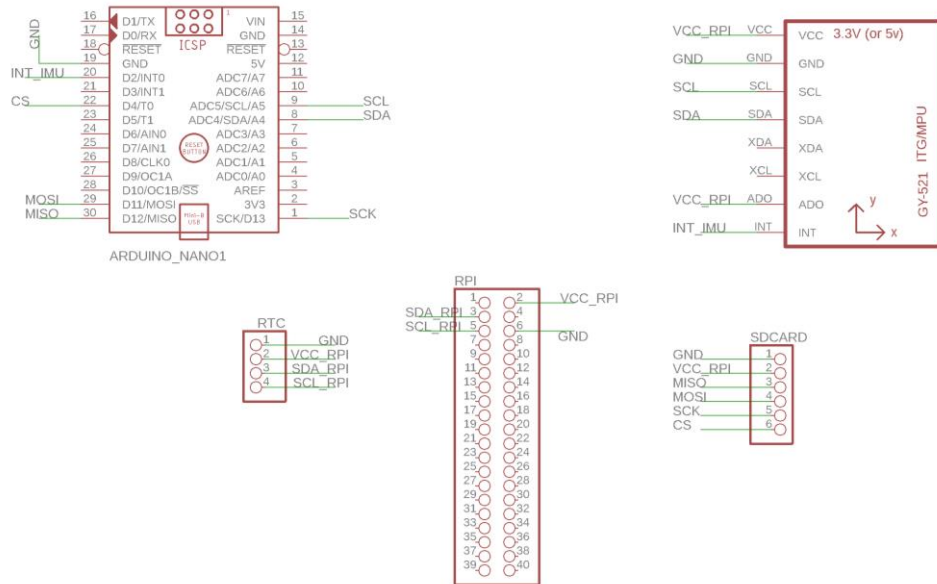 16 D1/TX VIN 15
17 D0/RX GND 14
18 RESET ICSP 1 RESET 13
GND 19 GND 5V 12
INT_IMU 20 D2/INT0 ADC7/A7 11
21 D3/INT1 ADC6/A6 10
CS 22 D4/T0 ADC5/SCL/A5 9 SCL
23 D5/T1 ADC4/SDA/A4 8 SDA
24 D6/AIN0 ADC3/A3 7
25 D7/AIN1 RESET BUTTON ADC2/A2 6
26 D8/CLK0 ADC1/A1 5
27 D9/OC1A ADC0/A0 4
28 D10/OC1B/SS AREF 3
MOSI 29 D11/MOSI MINI-B USB 3V3 2
MISO 30 D12/MISO SCK/D13 1 SCK
ARDUINO_NANO1
VCC_RPI VCC VCC 3.3V (or 5v)
GND GND GND
SCL SCL SCL
SDA SDA SDA
XDA XDA
XCL XCL
VCC_RPI ADO ADO
INT_IMU INT INT
GY-521 ITG/MPU
y
x
RTC
1 GND
2 VCC_RPI
3 SDA_RPI
4 SCL_RPI
RPI
1 2 VCC_RPI
SDA_RPI 3 4
SCL_RPI 5 6 GND
7 8
9 10
11 12
13 14
15 16
17 18
19 20
21 22
23 24
25 26
27 28
29 30
31 32
33 34
35 36
37 38
39 40
SDCARD
GND 1
VCC_RPI 2
MISO 3
MOSI 4
SCK 5
CS 6